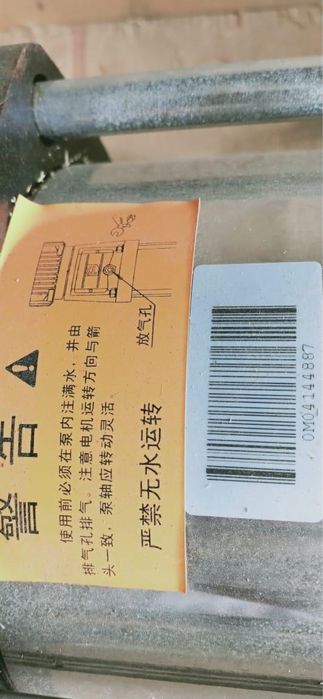 警告
使用前必须在泵内注满水，并由
排气孔排气。注意电机运转方向与箭
头一致，泵轴应转动灵活。
严禁无水运转
放气孔
0M04144887